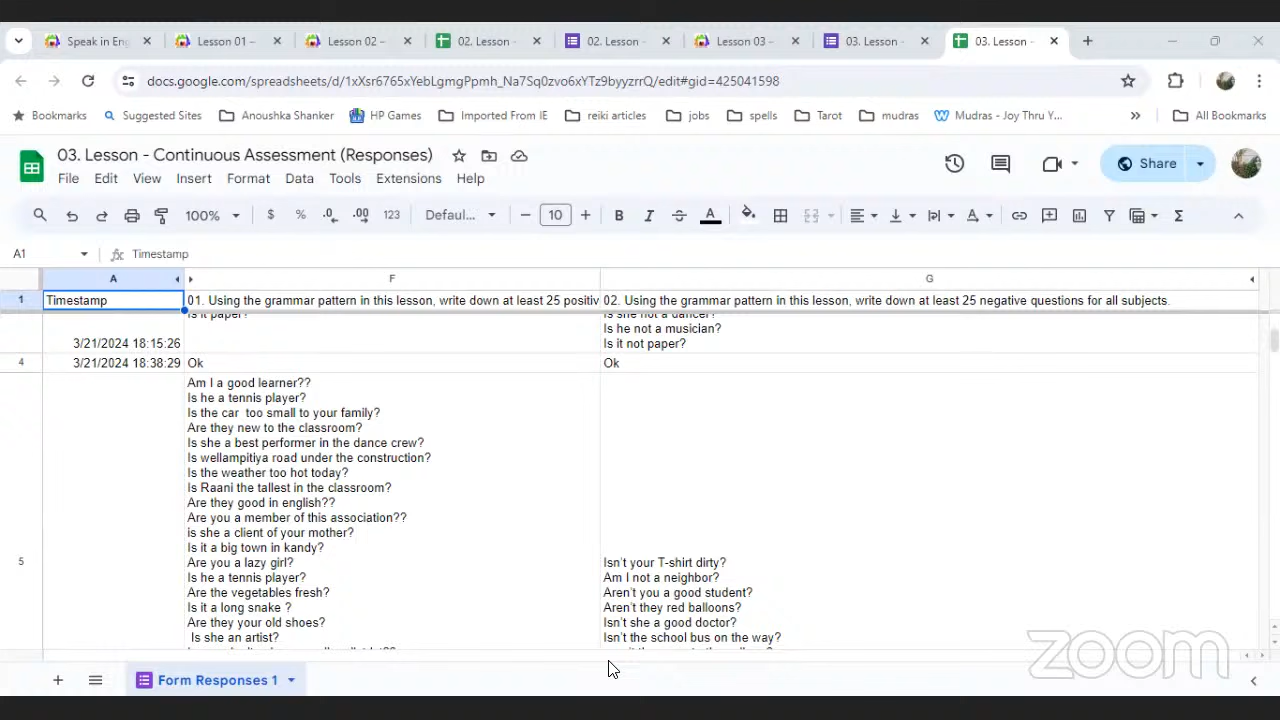 Speak in En
Lesson 01 –
Lesson 02 –
02. Lesson -
02. Lesson -
Lesson 03 –
03. Lesson -
03. Lesson -
docs.google.com/spreadsheets/d/1xXsr6765xYebLgmgPpmh_Na7Sq0zvo6xYTz9byyzrrQ/edit#gid=425041598
Bookmarks
Suggested Sites
Anoushka Shanker
HP Games
Imported From IE
reiki articles
jobs
spells
Tarot
mudras
Mudras - Joy Thru Y...
All Bookmarks
03. Lesson - Continuous Assessment (Responses)
File Edit View Insert Format Data Tools Extensions Help
Share
100%
$ % .0 .00 123
Defaul...
10
B I A
A1
fx Timestamp
A F G
1 Timestamp
01. Using the grammar pattern in this lesson, write down at least 25 positiv
02. Using the grammar pattern in this lesson, write down at least 25 negative questions for all subjects.
Is it paper?
Is she not a dancer?
Is he not a musician?
3/21/2024 18:15:26
Is it not paper?
4 3/21/2024 18:38:29 Ok Ok
Am I a good learner??
Is he a tennis player?
Is the car too small to your family?
Are they new to the classroom?
Is she a best performer in the dance crew?
Is wellampitiya road under the construction?
Is the weather too hot today?
Is Raani the tallest in the classroom?
Are they good in english??
Are you a member of this association??
is she a client of your mother?
Is it a big town in kandy?
5 Are you a lazy girl? Isn't your T-shirt dirty?
Is he a tennis player? Am I not a neighbor?
Are the vegetables fresh? Aren't you a good student?
Is it a long snake ? Aren't they red balloons?
Are they your old shoes? Isn't she a good doctor?
Is she an artist? Isn't the school bus on the way?
zoom
Form Responses 1